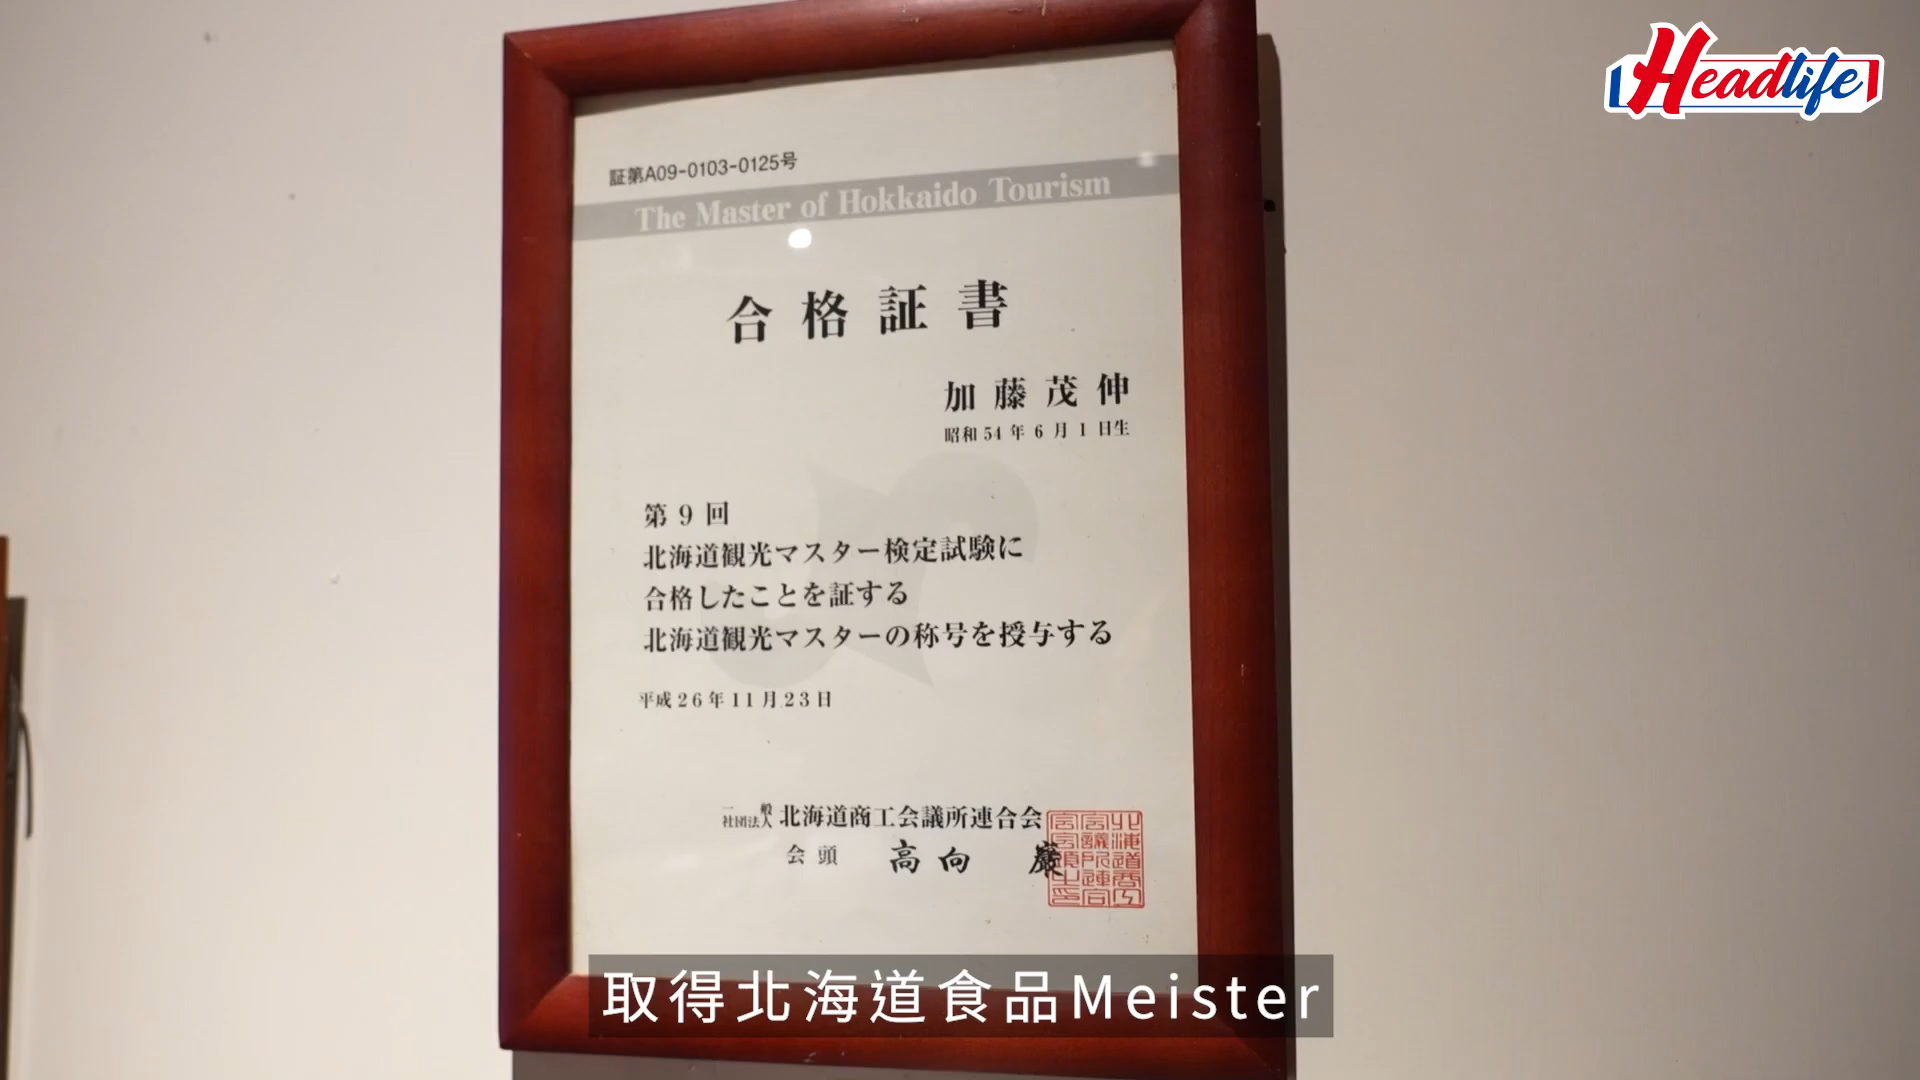 Headlife
証第A09-0103-0125号
The Master of Hokkaido Tourism
合格証書
加藤茂伸
昭和54年6月1日生
第9回
北海道観光マスター検定試験に
合格したことを証する
北海道観光マスターの称号を授与する
平成26年11月23日
一般社団法人 北海道商工会議所連合会
会頭 高向 巖
取得北海道食品Meister